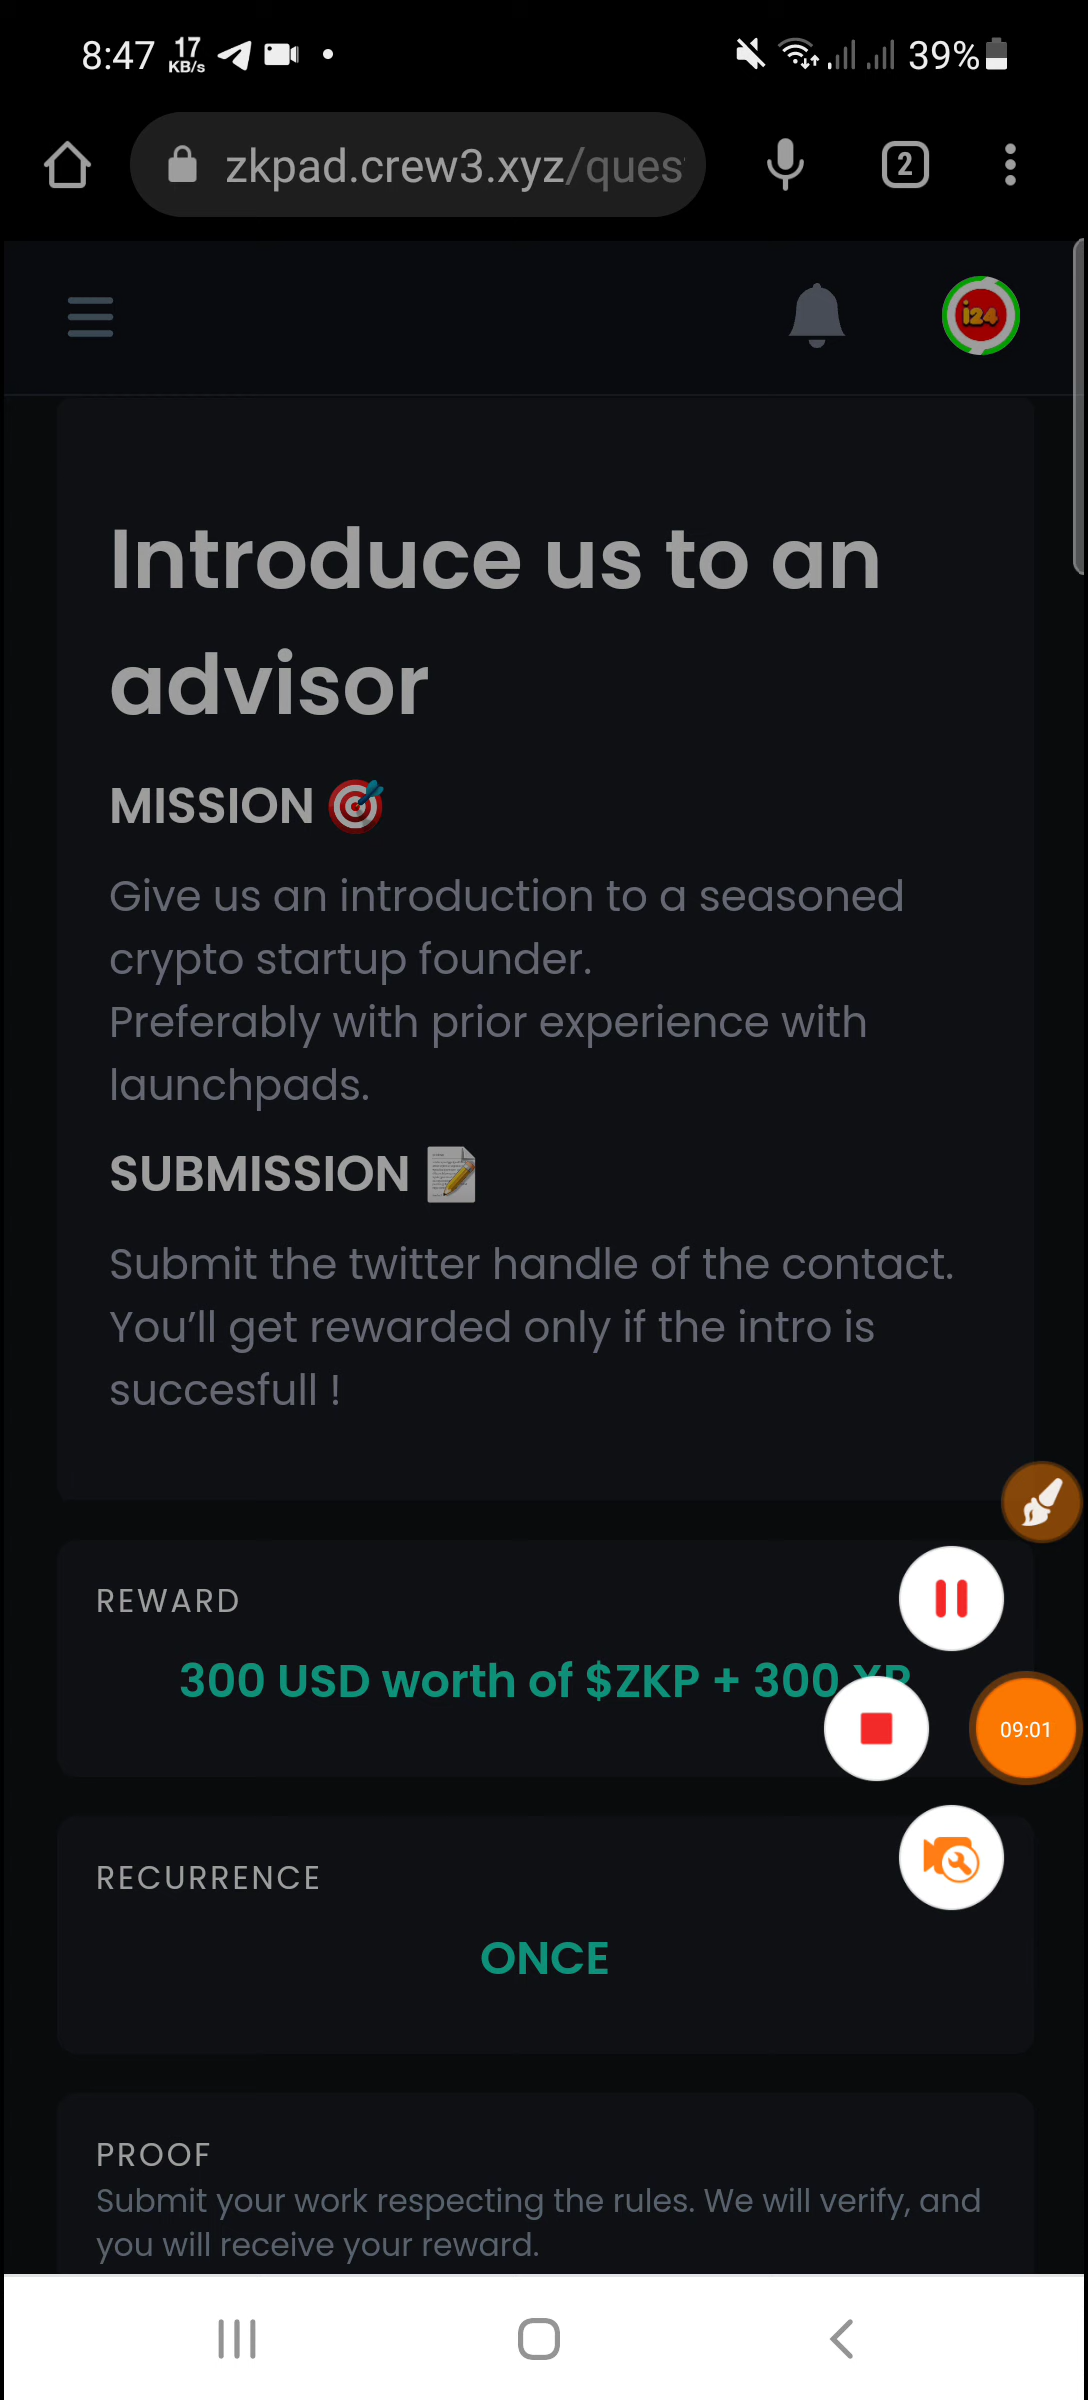 8:47 17 KB/s 39%
zkpad.crew3.xyz/ques
2
i24
Introduce us to an
advisor
MISSION 🎯
Give us an introduction to a seasoned
crypto startup founder.
Preferably with prior experience with
launchpads.
SUBMISSION 📝
Submit the twitter handle of the contact.
You’ll get rewarded only if the intro is
succesfull !
REWARD
300 USD worth of $ZKP + 300 XP
09:01
RECURRENCE
ONCE
PROOF
Submit your work respecting the rules. We will verify, and
you will receive your reward.